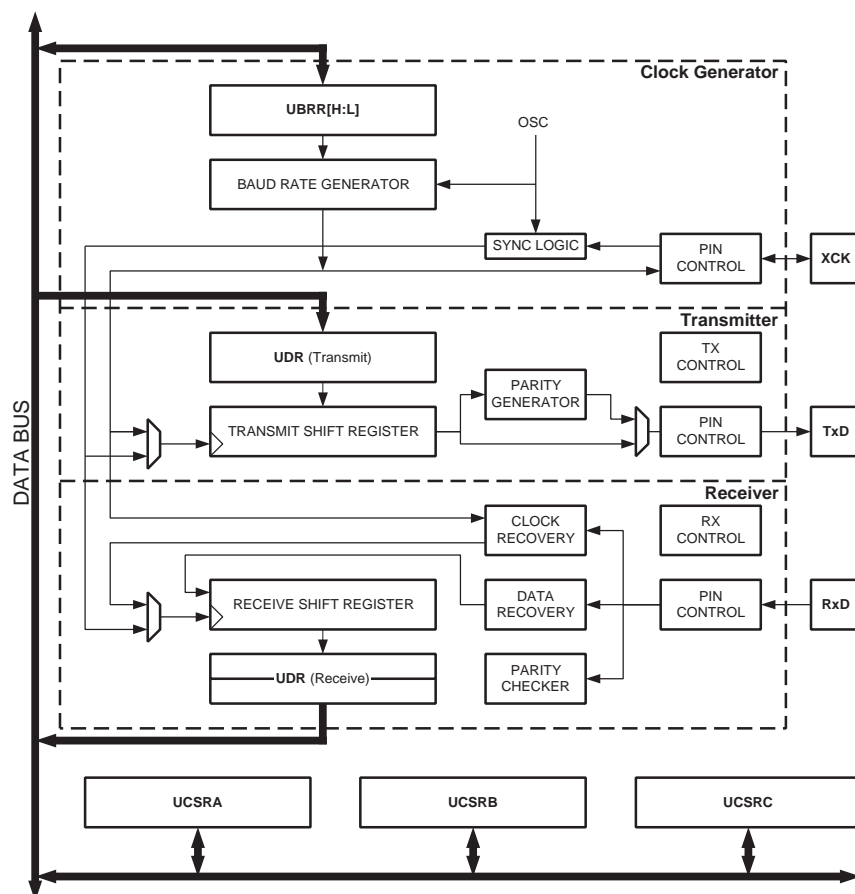 Clock Generator
UBRR[H:L]
OSC
BAUD RATE GENERATOR
SYNC LOGIC
PIN
CONTROL
XCK
Transmitter
UDR (Transmit)
TX
CONTROL
PARITY
GENERATOR
TRANSMIT SHIFT REGISTER
PIN
CONTROL
TxD
DATA BUS
Receiver
CLOCK
RECOVERY
RX
CONTROL
RECEIVE SHIFT REGISTER
DATA
RECOVERY
PIN
CONTROL
RxD
UDR (Receive)
PARITY
CHECKER
UCSRA
UCSRB
UCSRC